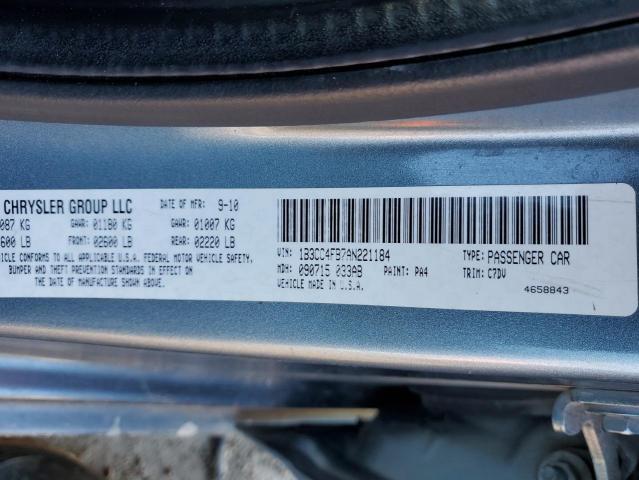 CHRYSLER GROUP LLC DATE OF MFR: 9-10
087 KG GAWR: 01180 KG GAWR: 01007 KG
600 LB FRONT: 02600 LB REAR: 02220 LB
VEHICLE CONFORMS TO ALL APPLICABLE U.S.A. FEDERAL MOTOR VEHICLE SAFETY,
BUMPER AND THEFT PREVENTION STANDARDS IN EFFECT ON
THE DATE OF MANUFACTURE SHOWN ABOVE.
VIN: 1B3CC4FB7AN221184 TYPE: PASSENGER CAR
MDH: 090715 033AB PAINT: PA4 TRIM: C7DV
VEHICLE MADE IN U.S.A. 4658843